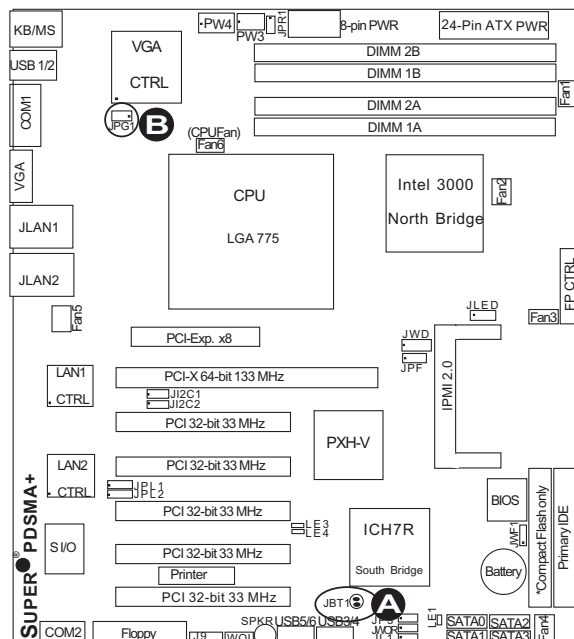 KB/MS
PW4
PW3
JPR1
8-pin PWR
24-Pin ATX PWR
USB 1/2
VGA
CTRL
DIMM 2B
DIMM 1B
DIMM 2A
DIMM 1A
Fan1
COM1
JPG1
B
(CPUFan)
Fan6
VGA
CPU
LGA 775
Intel 3000
North Bridge
Fan2
JLAN1
JLAN2
Fan5
FP CTRL
JLED
Fan3
PCI-Exp. x8
JWD
JPF
IPMI 2.0
LAN1
CTRL
PCI-X 64-bit 133 MHz
JI2C1
JI2C2
PCI 32-bit 33 MHz
PXH-V
LAN2
CTRL
PCI 32-bit 33 MHz
JPL1
JPL2
BIOS
*Compact Flash only
Primary IDE
PCI 32-bit 33 MHz
LE3
LE4
ICH7R
South Bridge
JWF1
S I/O
PCI 32-bit 33 MHz
Battery
Printer
PCI 32-bit 33 MHz
JBT1
A
SUPER PDSMA+
COM2
Floppy
J9
SPKR
USB5/6
USB3/4
LE1
SATA0
SATA2
SATA1
SATA3
Fan4